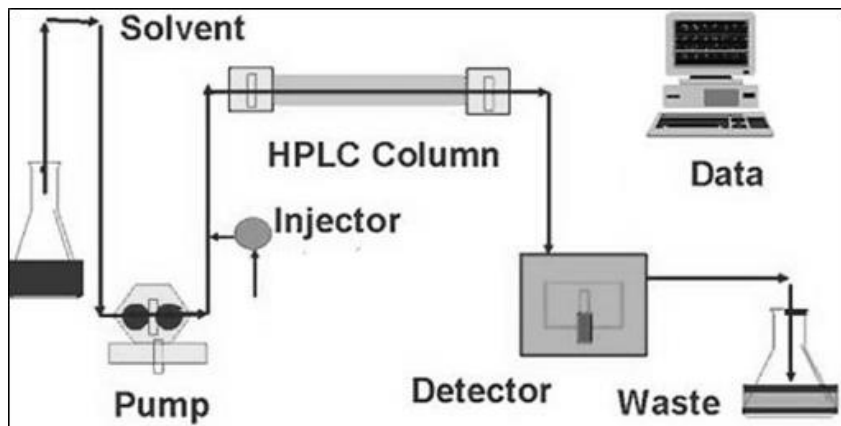 Solvent
HPLC Column
Data
Injector
Pump
Detector
Waste